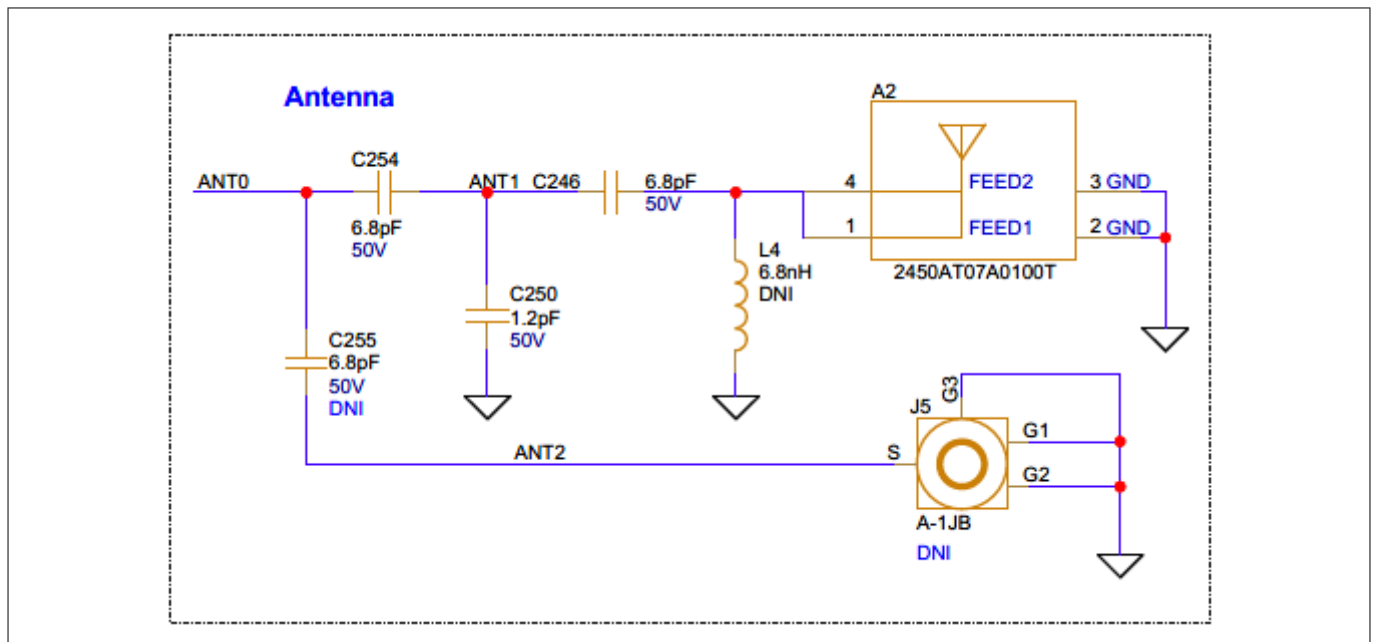 Antenna
A2
C254
ANT0
ANT1 C246
6.8pF
50V
6.8pF
50V
4
FEED2
3 GND
1
FEED1
2 GND
2450AT07A0100T
L4
6.8nH
DNI
C250
1.2pF
50V
C255
6.8pF
50V
DNI
ANT2
J5
G3
S
G1
G2
A-1JB
DNI